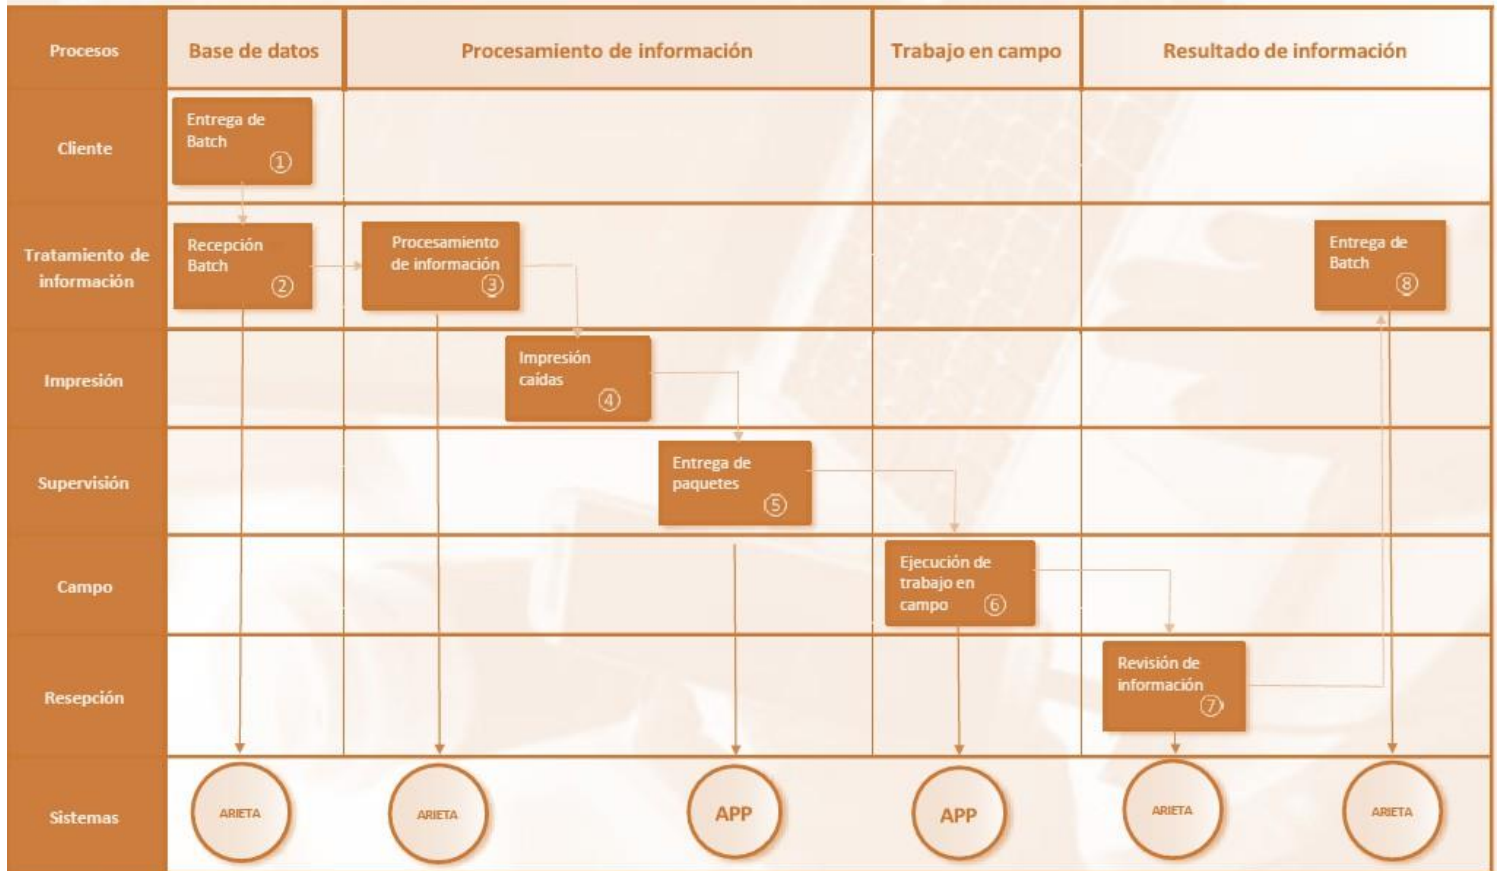 Procesos
Base de datos
Procesamiento de información
Trabajo en campo
Resultado de información
Cliente
Entrega de
Batch
1
Tratamiento de
información
Recepción
Batch
2
Procesamiento
de información
3
Entrega de
Batch
8
Impresión
Impresión
caídas
4
Supervisión
Entrega de
paquetes
5
Campo
Ejecución de
trabajo en
campo
6
Resepción
Revisión de
información
7
Sistemas
ARIETA
ARIETA
APP
APP
ARIETA
ARIETA